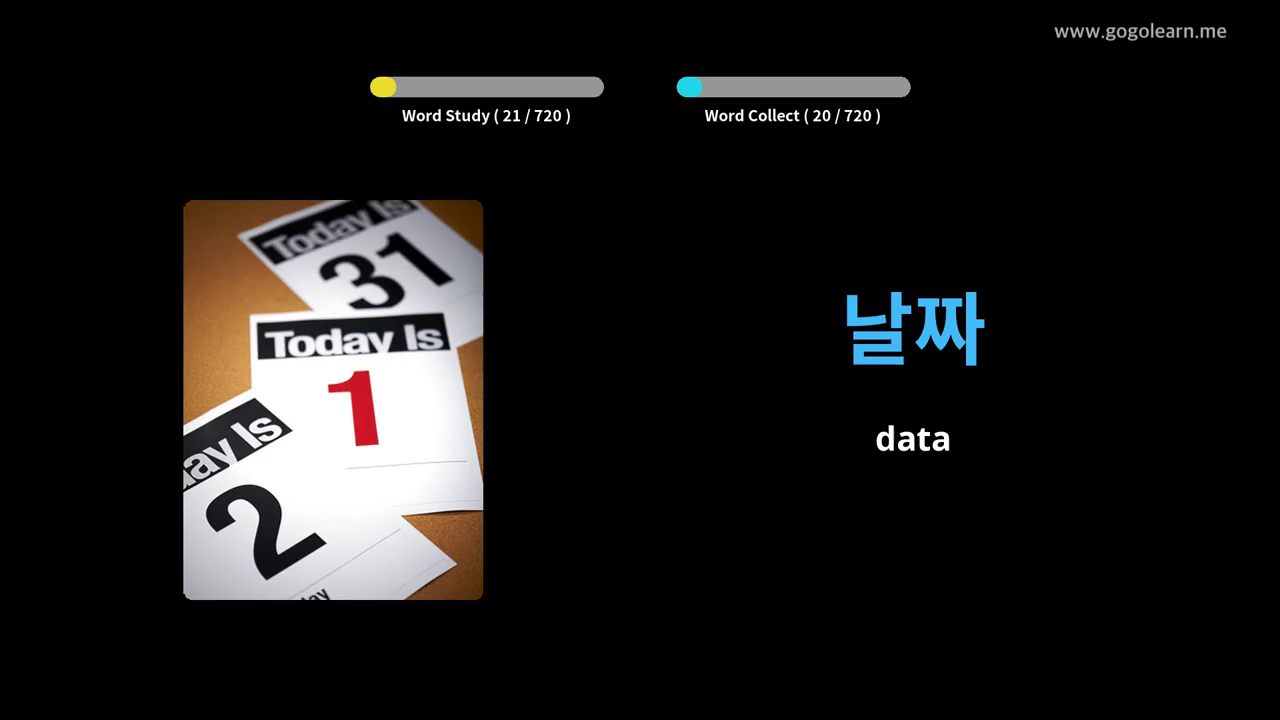 www.gogolearn.me
Word Study ( 21 / 720 )
Word Collect ( 20 / 720 )
Today Is
31
Today Is
1
day Is
2
날짜
data